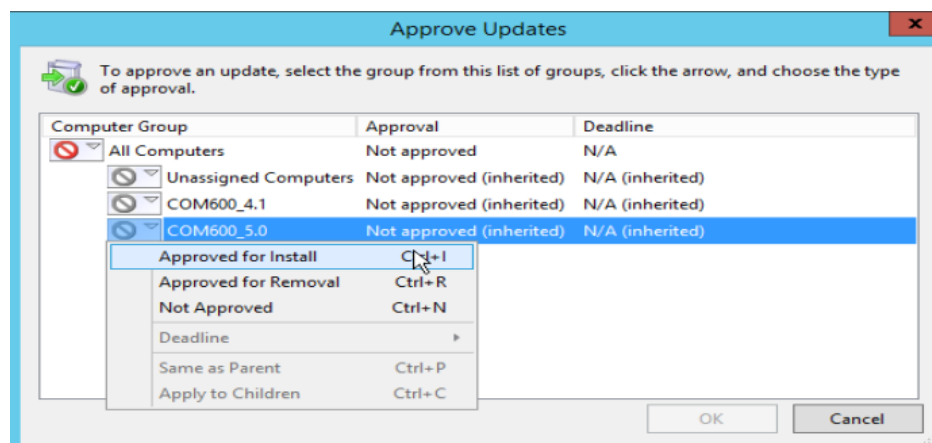 Approve Updates
To approve an update, select the group from this list of groups, click the arrow, and choose the type
of approval.
Computer Group Approval Deadline
All Computers Not approved N/A
Unassigned Computers Not approved (inherited) N/A (inherited)
COM600_4.1 Not approved (inherited) N/A (inherited)
COM600_5.0 Not approved (inherited) N/A (inherited)
Approved for Install Ctrl+I
Approved for Removal Ctrl+R
Not Approved Ctrl+N
Deadline
Same as Parent Ctrl+P
Apply to Children Ctrl+C
OK Cancel